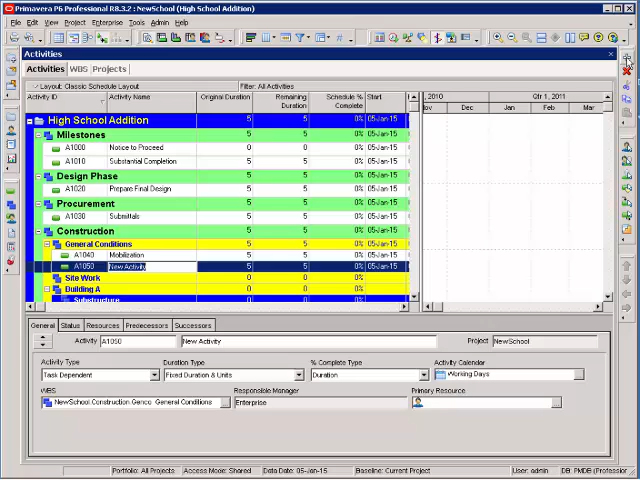 Primavera P6 Professional R8.3.2 : NewSchool (High School Addition)
File Edit View Project Enterprise Tools Admin Help
Activities
Activities WBS Projects
Layout: Classic Schedule Layout Filter: All Activities
Activity ID Activity Name Original Duration Remaining Duration Schedule % Complete Start
, 2010 Qtr 1, 2011
Nov Dec Jan Feb Mar
High School Addition 5 5 0% 05-Jan-15
Milestones 5 5 0% 05-Jan-15
A1000 Notice to Proceed 0 0 0% 05-Jan-15
A1010 Substantial Completion 5 5 0% 05-Jan-15
Design Phase 5 5 0% 05-Jan-15
A1020 Prepare Final Design 5 5 0% 05-Jan-15
Procurement 5 5 0% 05-Jan-15
A1030 Submittals 5 5 0% 05-Jan-15
Construction 5 5 0% 05-Jan-15
General Conditions 5 5 0% 05-Jan-15
A1040 Mobilization 5 5 0% 05-Jan-15
A1050 New Activity 5 5 0% 05-Jan-15
Site Work 0 0 0%
Building A 0 0 0%
Substructure 0 0 0%
General Status Resources Predecessors Successors
Activity A1050 New Activity Project NewSchool
Activity Type Duration Type % Complete Type Activity Calendar
Task Dependent Fixed Duration & Units Duration Working Days
WBS Responsible Manager Primary Resource
NewSchool Construction Genco General Conditions Enterprise
Portfolio: All Projects Access Mode: Shared Data Date: 05-Jan-15 Baseline: Current Project User: admin DB: PMDB (Professior